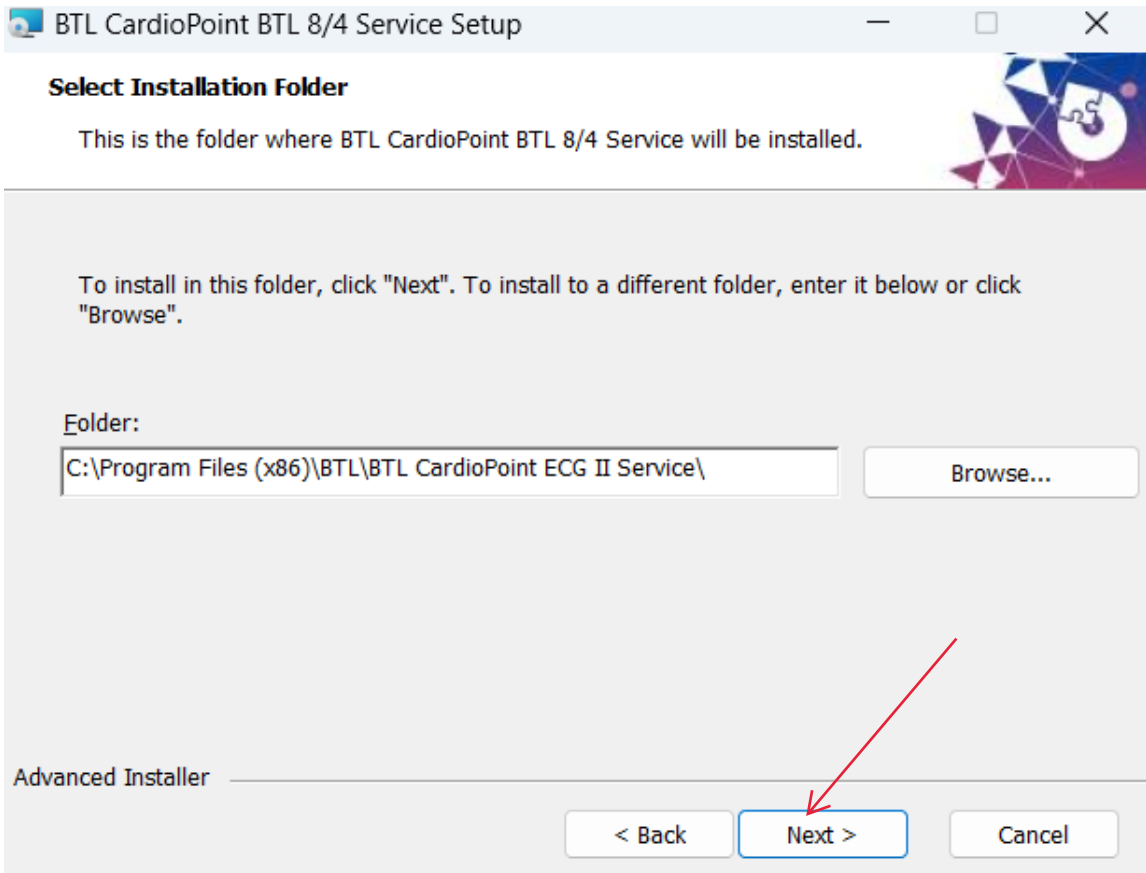 BTL CardioPoint BTL 8/4 Service Setup
Select Installation Folder
This is the folder where BTL CardioPoint BTL 8/4 Service will be installed.
To install in this folder, click "Next". To install to a different folder, enter it below or click
"Browse".
Folder:
C:\Program Files (x86)\BTL\BTL CardioPoint ECG II Service\
Browse...
Advanced Installer
< Back
Next >
Cancel